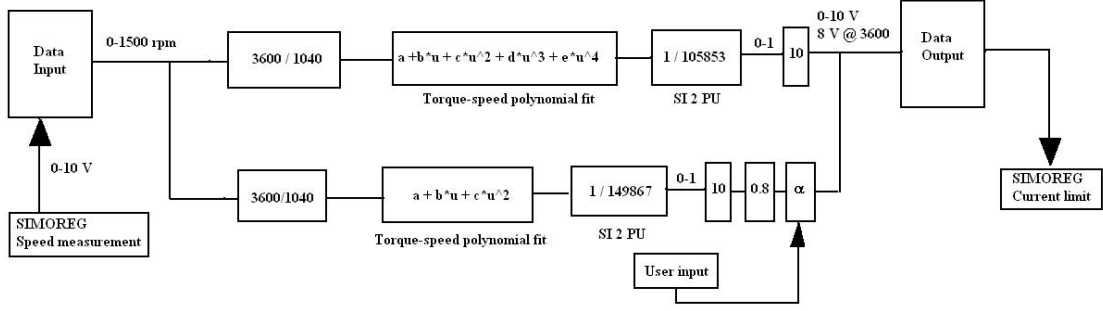 Data
Input
0-1500 rpm
3600 / 1040
a +b*u + c*u^2 + d*u^3 + e*u^4
Torque-speed polynomial fit
1 / 105853
SI 2 PU
0-1
10
0-10 V
8 V @ 3600
Data
Output
0-10 V
SIMOREG
Speed measurement
3600/1040
a + b*u + c*u^2
Torque-speed polynomial fit
1 / 149867
SI 2 PU
0-1
10
0.8
α
User input
SIMOREG
Current limit